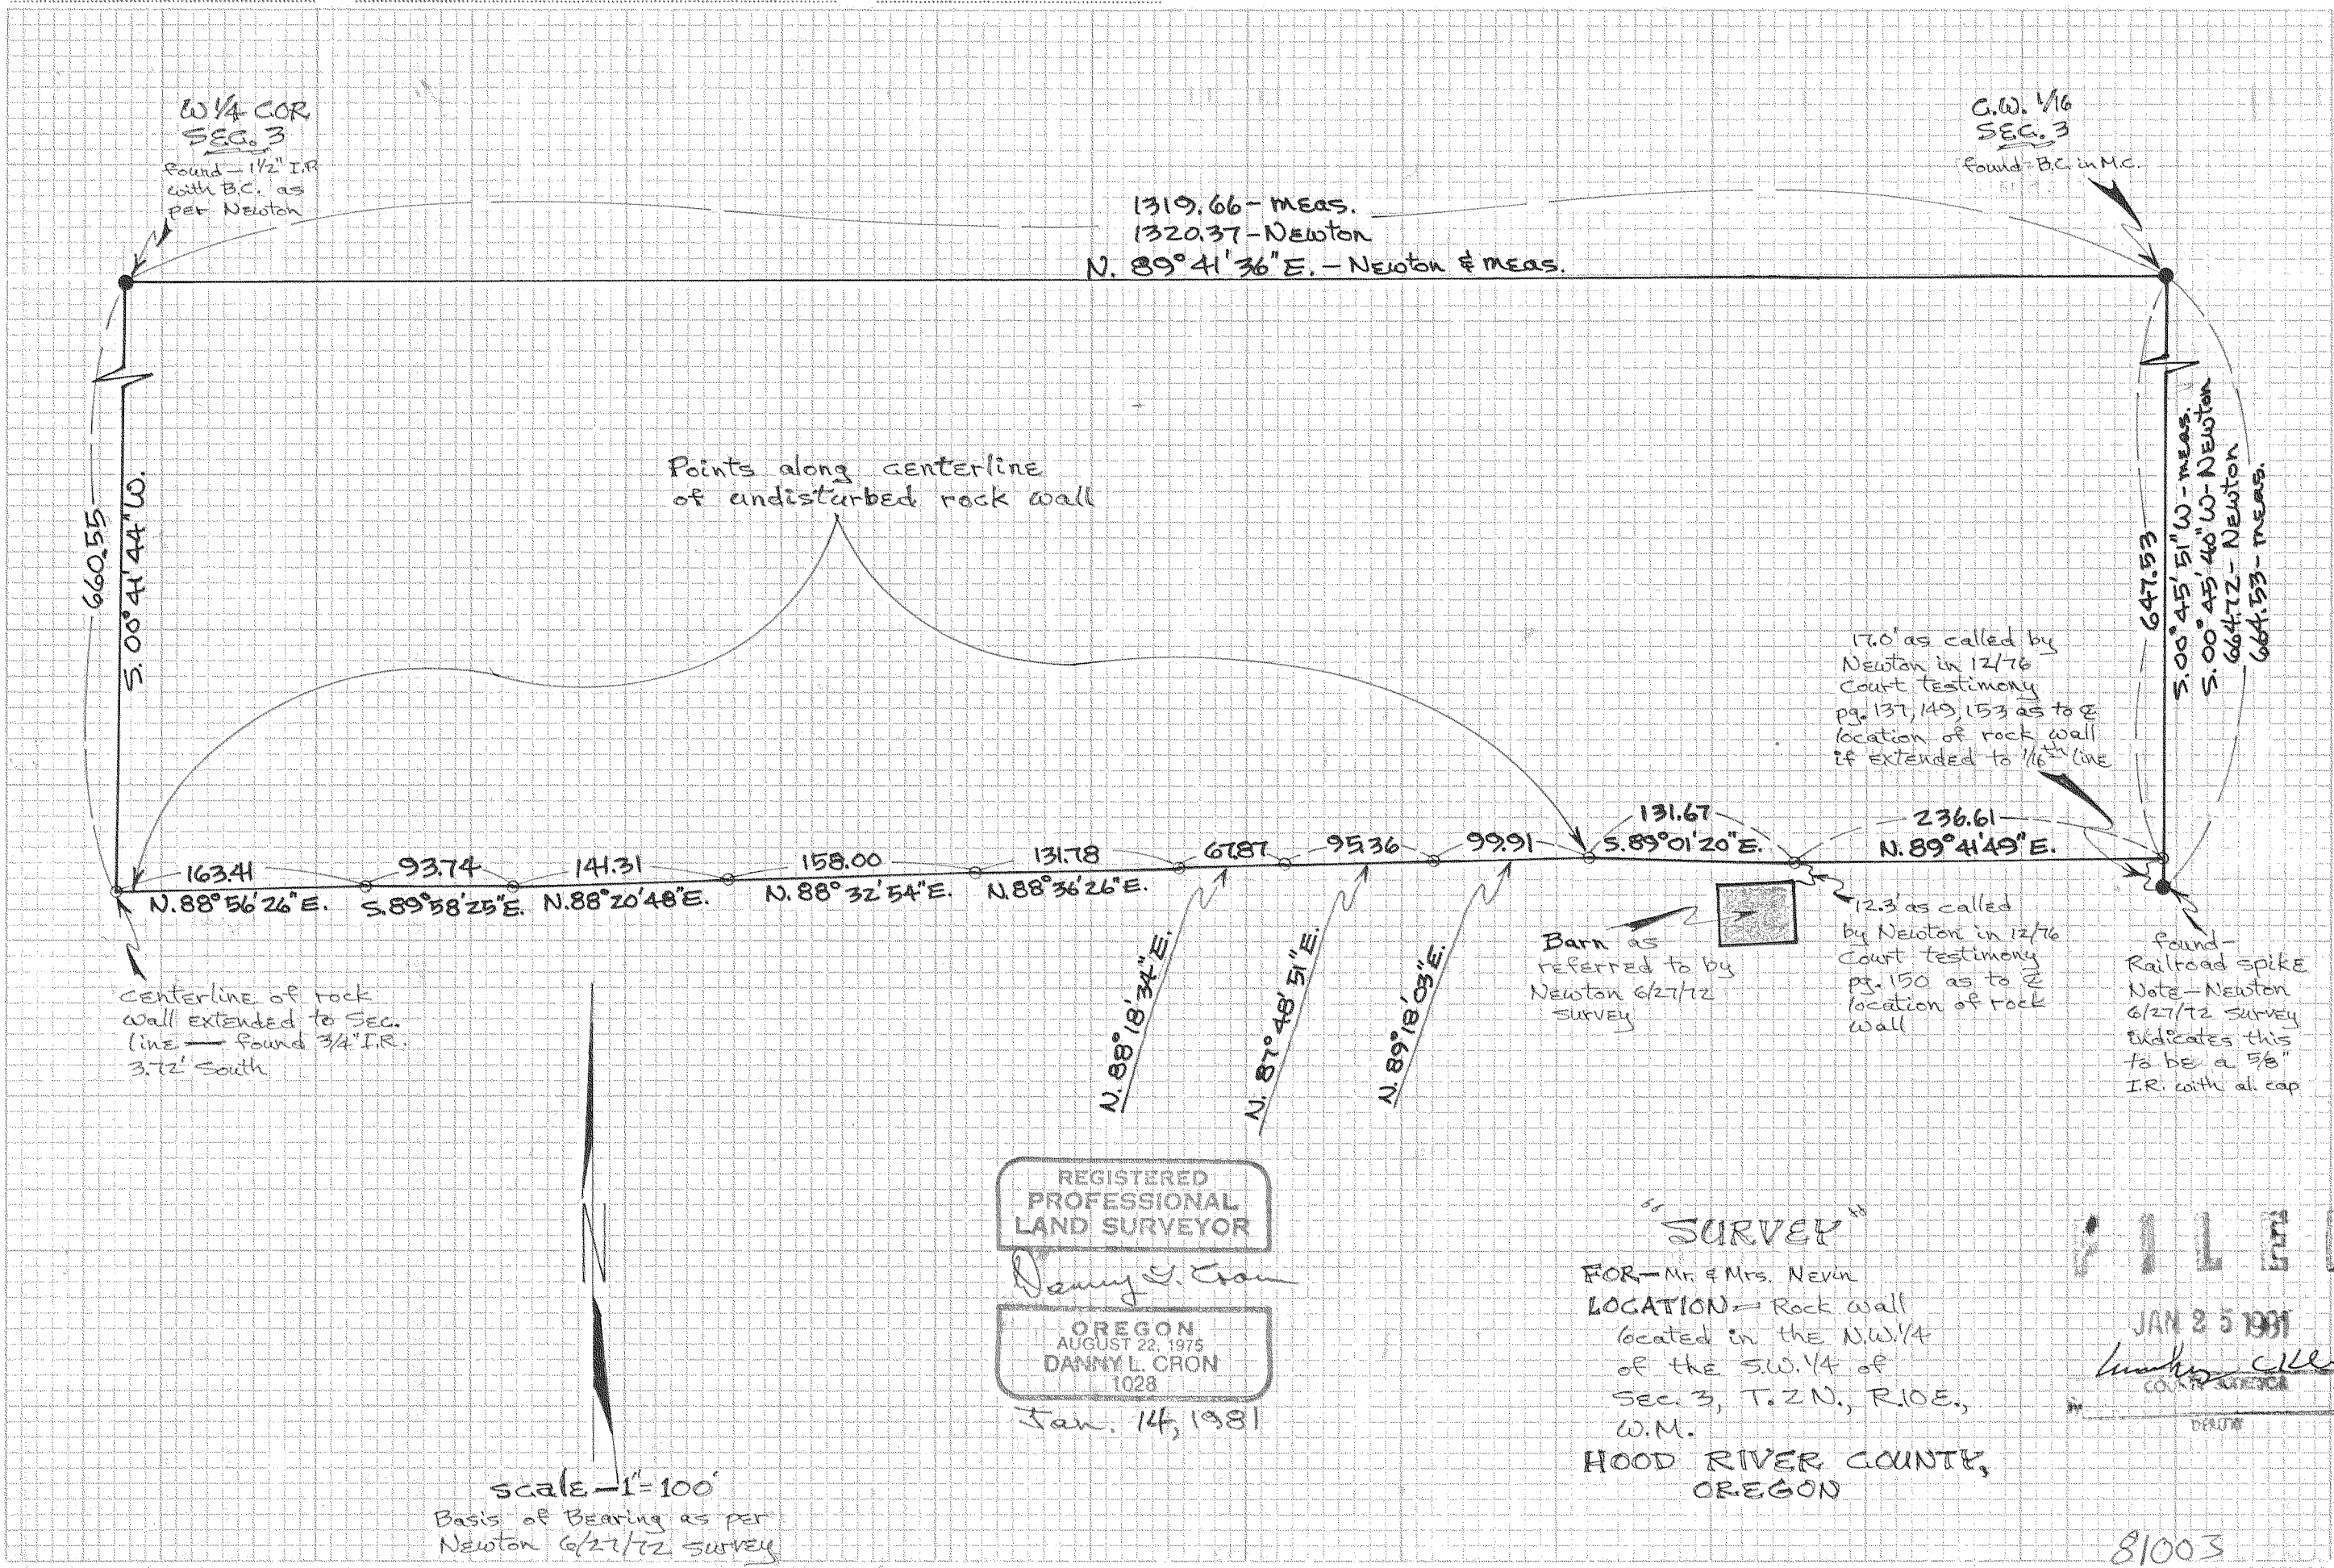 W 1/4 COR
SEC. 3
found - 1 1/2" I.P.
with B.C. as
per Newton
C.W. 1/16
SEC. 3
found - B.C. in M.C.
1319.66 - meas.
1320.37 - Newton
N. 89° 41' 36" E. - Newton & meas.
660.55
S. 00° 41' 44" W.
Points along centerline
of undisturbed rock wall
647.53
S. 00° 45' 51" W - meas.
S. 00° 45' 40" W - Newton
664.72 - Newton
664.53 - meas.
17.0' as called by
Newton in 12/76
Court testimony
pg. 137, 149, 153 as to ℄
location of rock wall
if extended to 1/16th line
163.41
N. 88° 56' 26" E.
93.74
S. 89° 58' 25" E.
141.31
N. 88° 20' 48" E.
158.00
N. 88° 32' 54" E.
131.78
N. 88° 36' 26" E.
67.87
N. 88° 18' 34" E.
95.36
N. 87° 48' 51" E.
99.91
N. 89° 18' 03" E.
131.67
S. 89° 01' 20" E.
236.61
N. 89° 41' 49" E.
centerline of rock
wall extended to Sec.
line — found 3/4" I.R.
3.72' South
Barn as
referred to by
Newton 6/27/72
survey
12.3' as called
by Newton in 12/76
Court testimony
pg. 150 as to ℄
location of rock
wall
found -
Railroad spike
Note - Newton
6/27/72 survey
indicates this
to be a 5/8"
I.R. with al. cap
N
scale - 1" = 100'
Basis of Bearing as per
Newton 6/27/72 survey
REGISTERED
PROFESSIONAL
LAND SURVEYOR
Danny L. Cron
OREGON
AUGUST 22, 1975
DANNY L. CRON
1028
Jan. 14, 1981
"SURVEY"
FOR - Mr. & Mrs. Nevin
LOCATION - Rock wall
located in the N.W. 1/4
of the S.W. 1/4 of
Sec. 3, T. 2 N., R. 10 E.,
W.M.
HOOD RIVER COUNTY,
OREGON
FILED
JAN 25 1981
COUNTY SURVEYOR
DEPUTY
81003